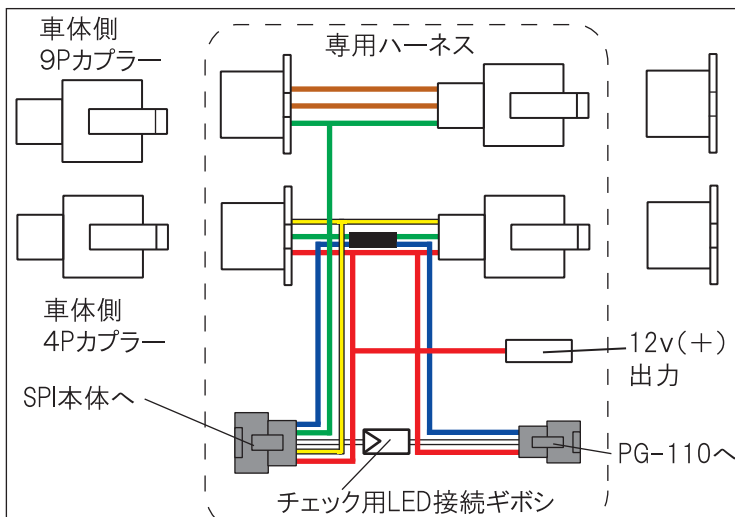 車体側
9Pカプラー
専用ハーネス
車体側
4Pカプラー
12v(+)
出力
SPI本体へ
PG-110へ
チェック用LED接続ギボシ